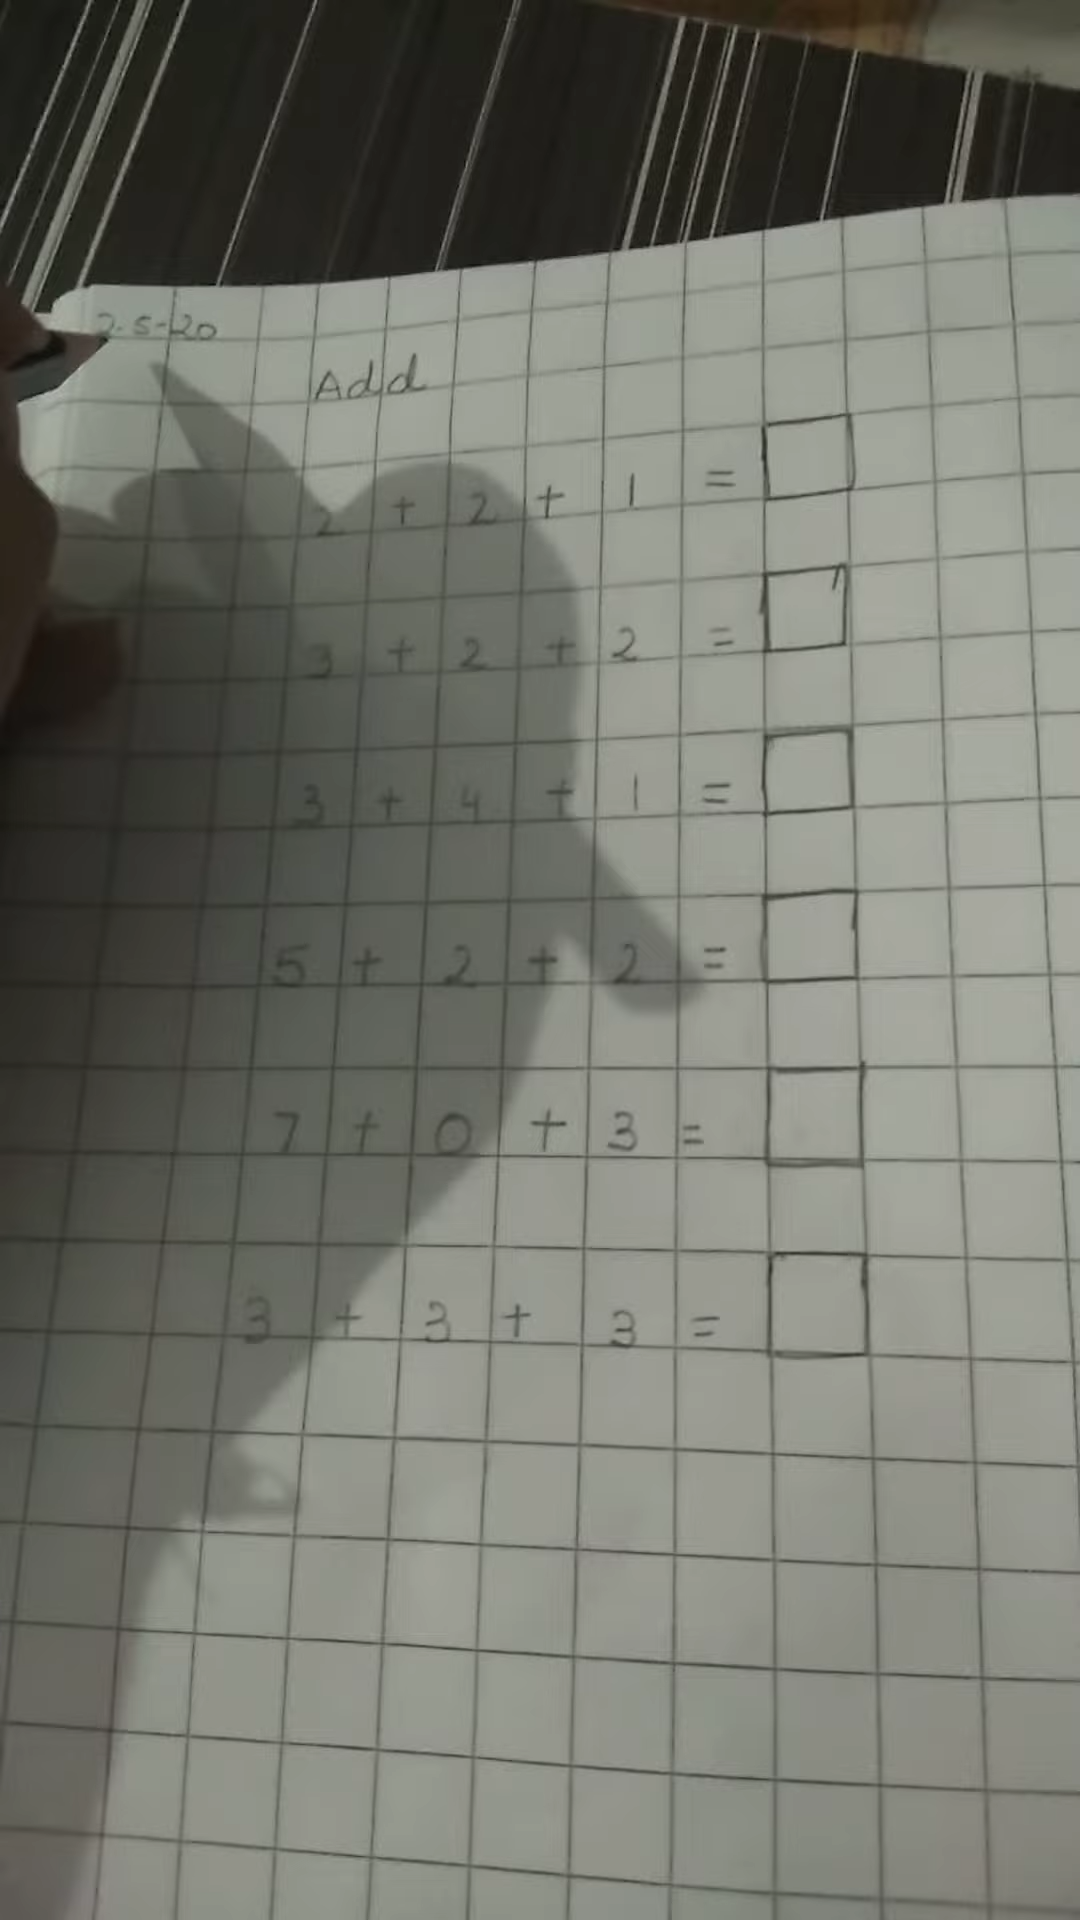 2-5-20
Add
2 + 2 + 1 =
3 + 2 + 2 =
3 + 4 + 1 =
5 + 2 + 2 =
7 + 0 + 3 =
3 + 3 + 3 =